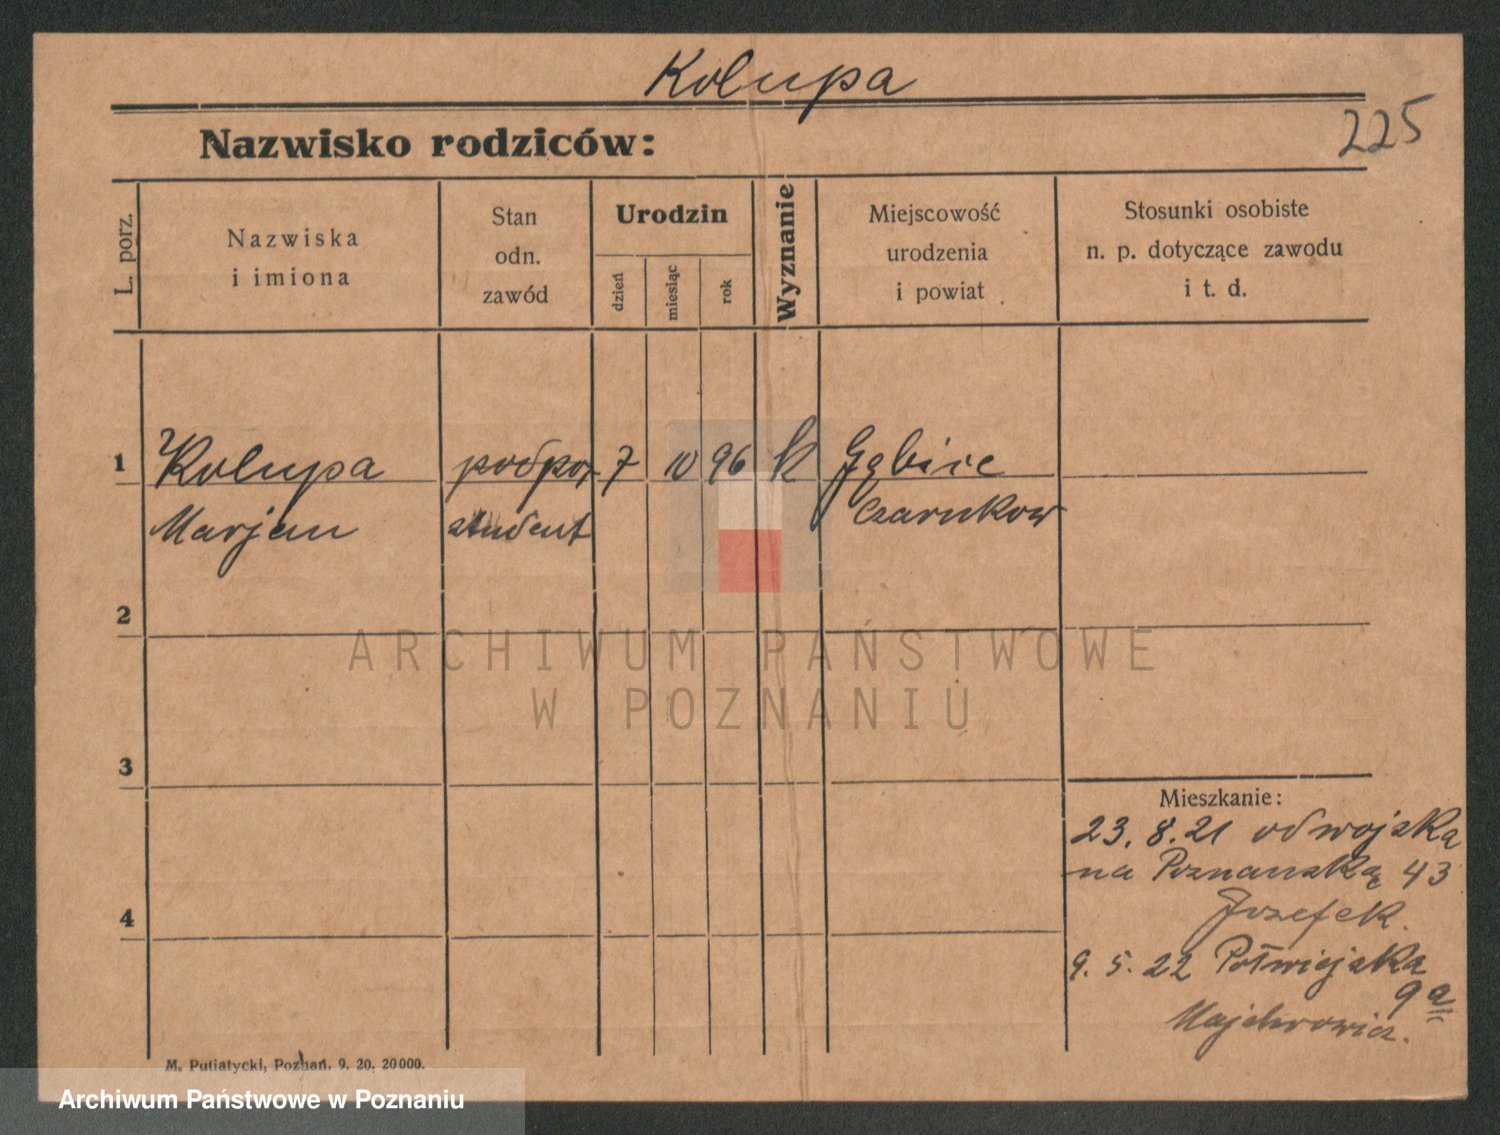 Kolupa
225
Nazwisko rodziców:
L. porz.
Nazwiska
i imiona
Stan
odn.
zawód
Urodzin
dzień
miesiąc
rok
Wyznanie
Miejscowość
urodzenia
i powiat
Stosunki osobiste
n. p. dotyczące zawodu
i t. d.
1 Kolupa podpor 7 10 96 k Gębice
Marjan student Czarnkow
2
ARCHIWUM PAŃSTWOWE
W POZNANIU
3
Mieszkanie:
23. 8. 21 od wojska
na Poznańską 43
Jozefek.
4
9. 5. 22 Półwiejska
9a
Majchrowicz.
M. Putiatycki, Poznań. 9. 20. 20000.
Archiwum Państwowe w Poznaniu